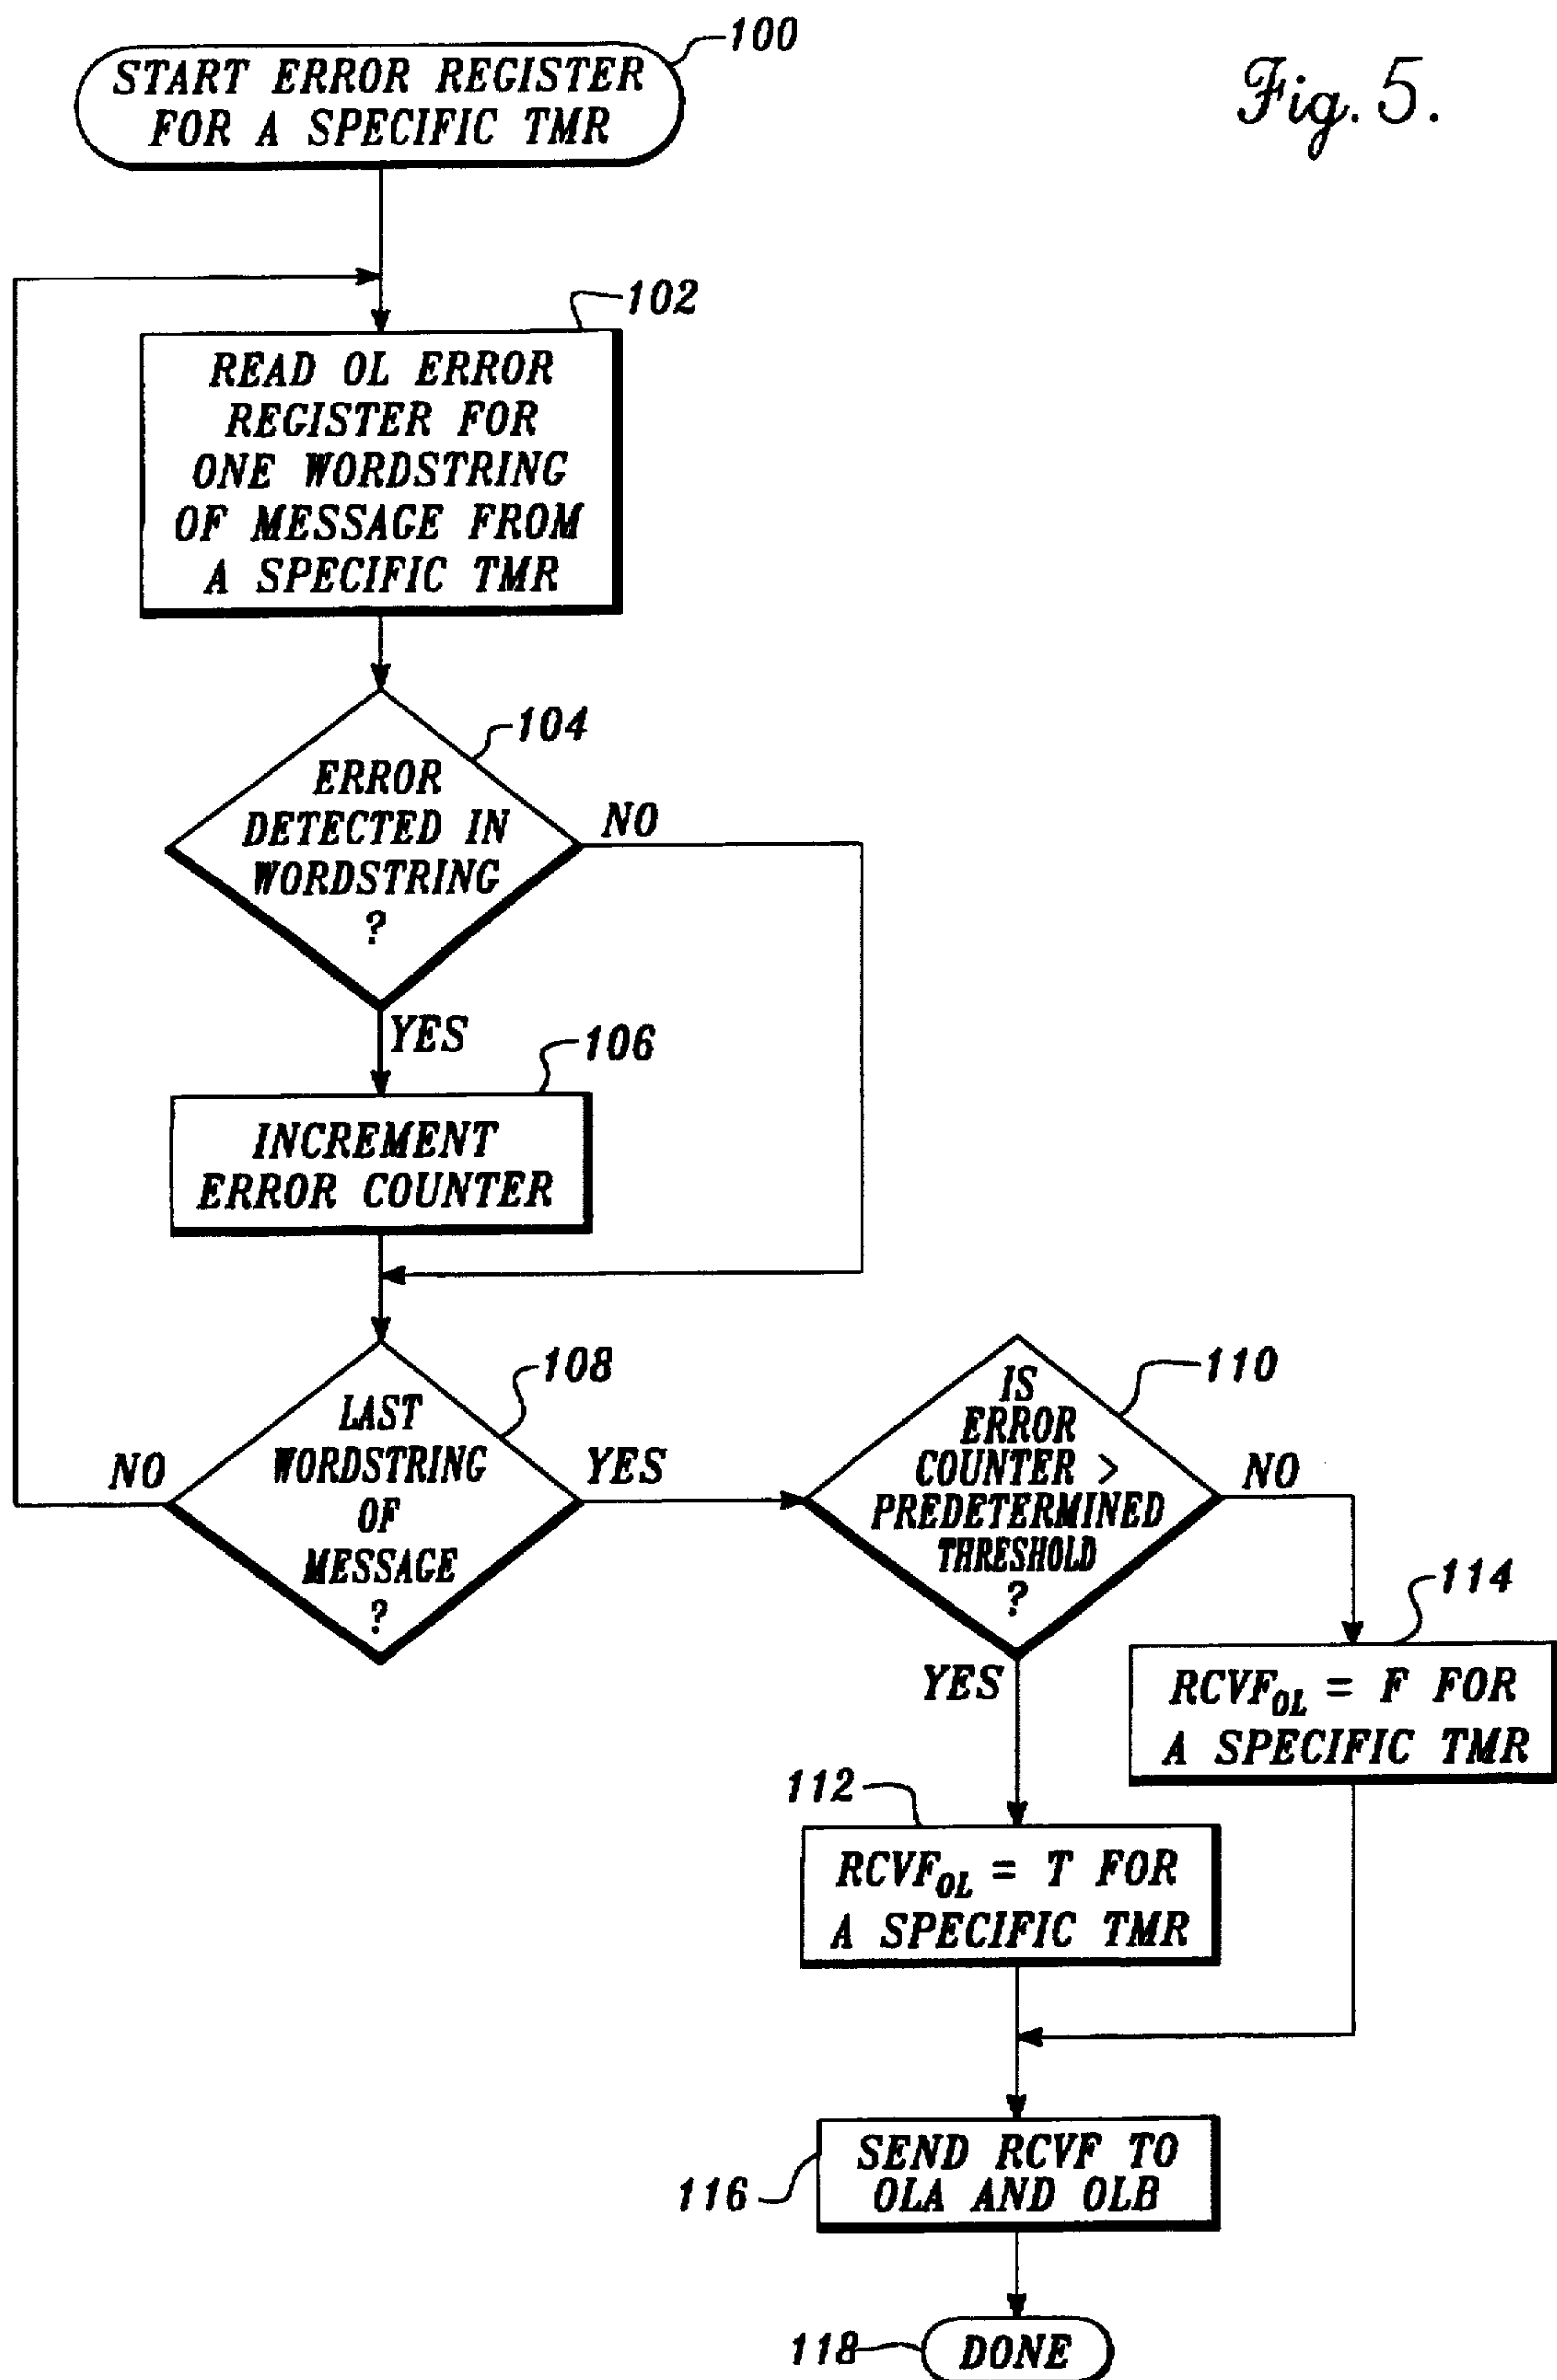 100
START ERROR REGISTER
FOR A SPECIFIC TMR
Fig. 5.
102
READ OL ERROR
REGISTER FOR
ONE WORDSTRING
OF MESSAGE FROM
A SPECIFIC TMR
104
ERROR
DETECTED IN
WORDSTRING
?
NO
YES
106
INCREMENT
ERROR COUNTER
108
LAST
WORDSTRING
OF
MESSAGE
?
NO
YES
110
IS
ERROR
COUNTER >
PREDETERMINED
THRESHOLD
?
NO
YES
114
RCVF_OL = F FOR
A SPECIFIC TMR
112
RCVF_OL = T FOR
A SPECIFIC TMR
116
SEND RCVF TO
OLA AND OLB
118
DONE